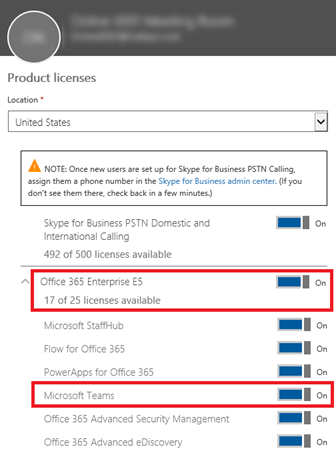 Product licenses
Location *
United States
NOTE: Once new users are set up for Skype for Business PSTN Calling,
assign them a phone number in the Skype for Business admin center. (If you
don't see them there, check back in a few minutes.)
Skype for Business PSTN Domestic and On
International Calling
492 of 500 licenses available
Office 365 Enterprise E5 On
17 of 25 licenses available
Microsoft StaffHub On
Flow for Office 365 On
PowerApps for Office 365 On
Microsoft Teams On
Office 365 Advanced Security Management On
Office 365 Advanced eDiscovery On